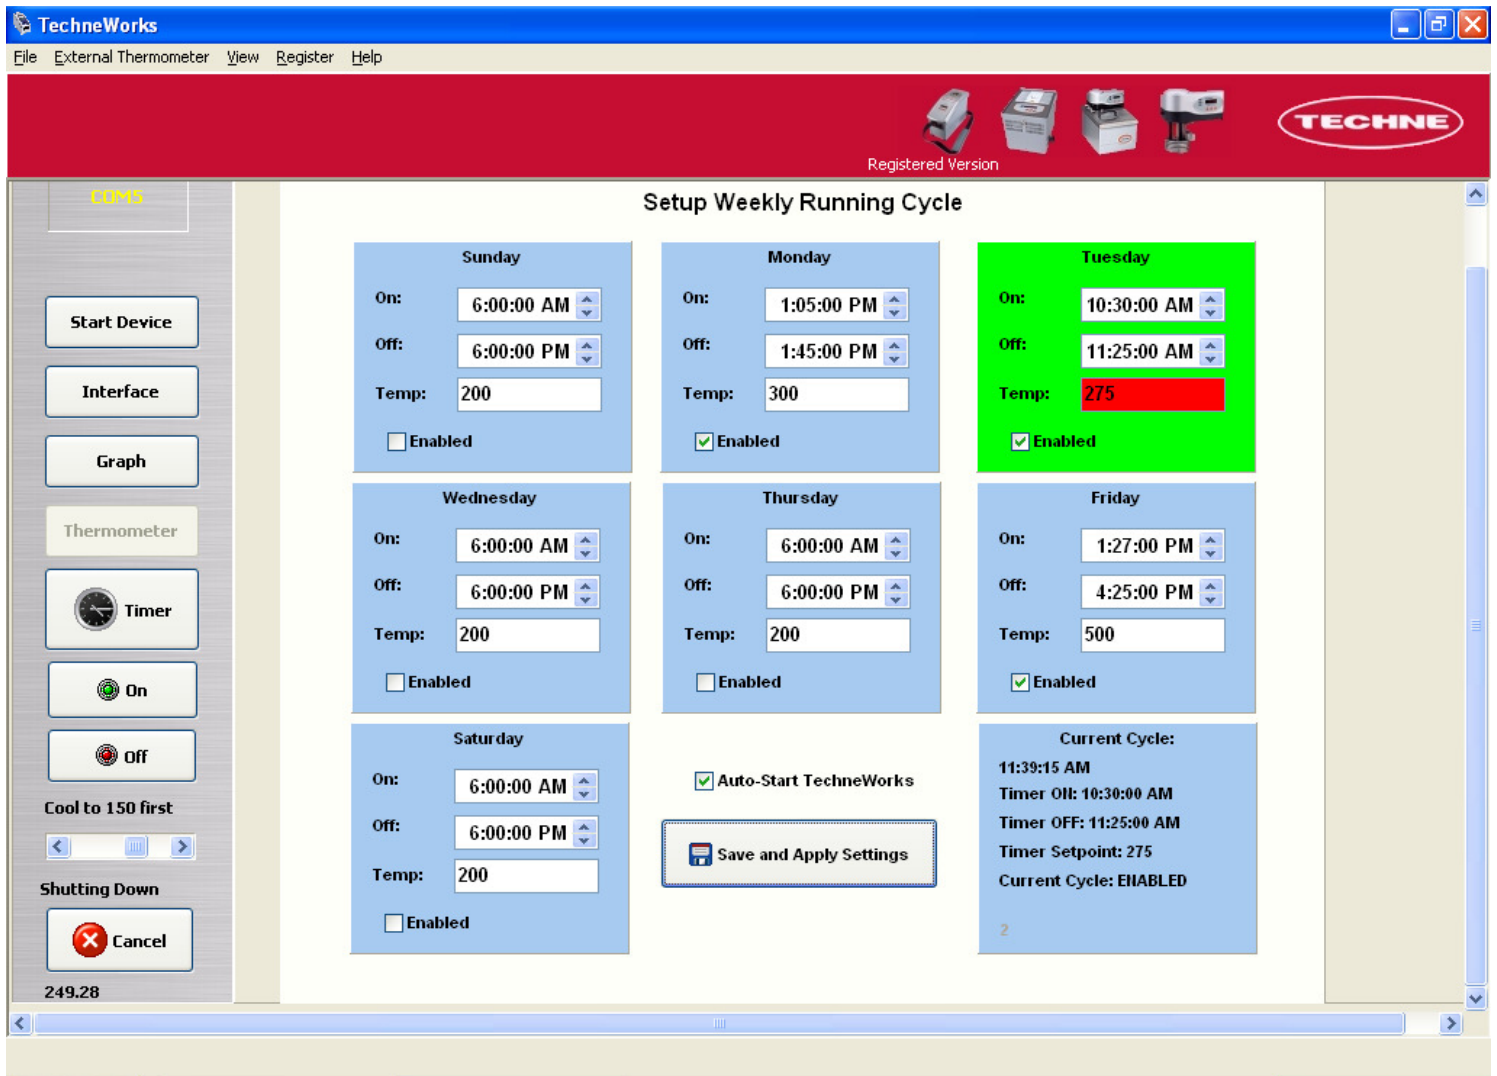 TechneWorks
File External Thermometer View Register Help
TECHNE
Registered Version
COM5
Start Device
Interface
Graph
Thermometer
Timer
On
Off
Cool to 150 first
Shutting Down
Cancel
249.28
Setup Weekly Running Cycle
Sunday
On: 6:00:00 AM
Off: 6:00:00 PM
Temp: 200
Enabled
Monday
On: 1:05:00 PM
Off: 1:45:00 PM
Temp: 300
Enabled
Tuesday
On: 10:30:00 AM
Off: 11:25:00 AM
Temp: 275
Enabled
Wednesday
On: 6:00:00 AM
Off: 6:00:00 PM
Temp: 200
Enabled
Thursday
On: 6:00:00 AM
Off: 6:00:00 PM
Temp: 200
Enabled
Friday
On: 1:27:00 PM
Off: 4:25:00 PM
Temp: 500
Enabled
Saturday
On: 6:00:00 AM
Off: 6:00:00 PM
Temp: 200
Enabled
Auto-Start TechneWorks
Save and Apply Settings
Current Cycle:
11:39:15 AM
Timer ON: 10:30:00 AM
Timer OFF: 11:25:00 AM
Timer Setpoint: 275
Current Cycle: ENABLED
2